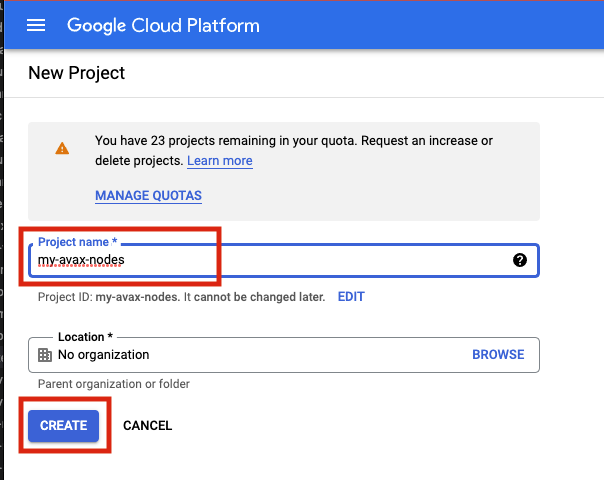 Google Cloud Platform
New Project
You have 23 projects remaining in your quota. Request an increase or
delete projects. Learn more
MANAGE QUOTAS
Project name *
my-avax-nodes
Project ID: my-avax-nodes. It cannot be changed later. EDIT
Location *
No organization BROWSE
Parent organization or folder
CREATE CANCEL